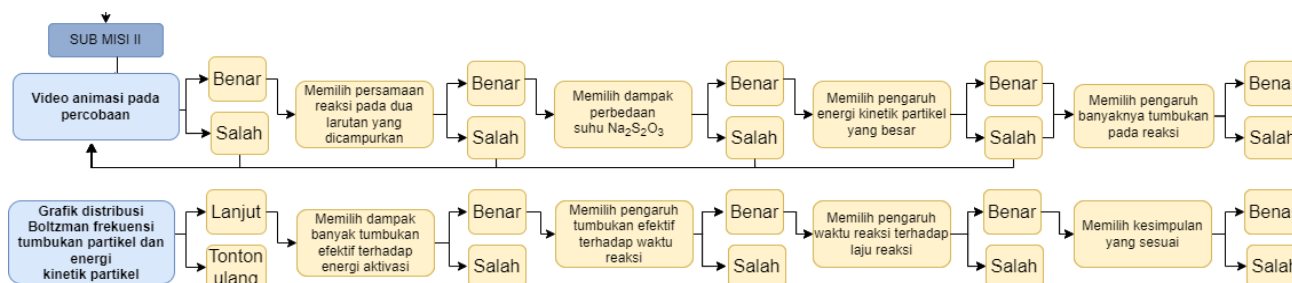 SUB MISI II
Video animasi pada
percobaan
Benar
Salah
Memilih persamaan
reaksi pada dua
larutan yang
dicampurkan
Benar
Salah
Memilih dampak
perbedaan
suhu Na₂S₂O₃
Benar
Salah
Memilih pengaruh
energi kinetik partikel
yang besar
Benar
Salah
Memilih pengaruh
banyaknya tumbukan
pada reaksi
Benar
Salah
Grafik distribusi
Boltzman frekuensi
tumbukan partikel dan
energi
kinetik partikel
Lanjut
Tonton
ulang
Memilih dampak
banyak tumbukan
efektif terhadap
energi aktivasi
Benar
Salah
Memilih pengaruh
tumbukan efektif
terhadap waktu
reaksi
Benar
Salah
Memilih pengaruh
waktu reaksi terhadap
laju reaksi
Benar
Salah
Memilih kesimpulan
yang sesuai
Benar
Salah